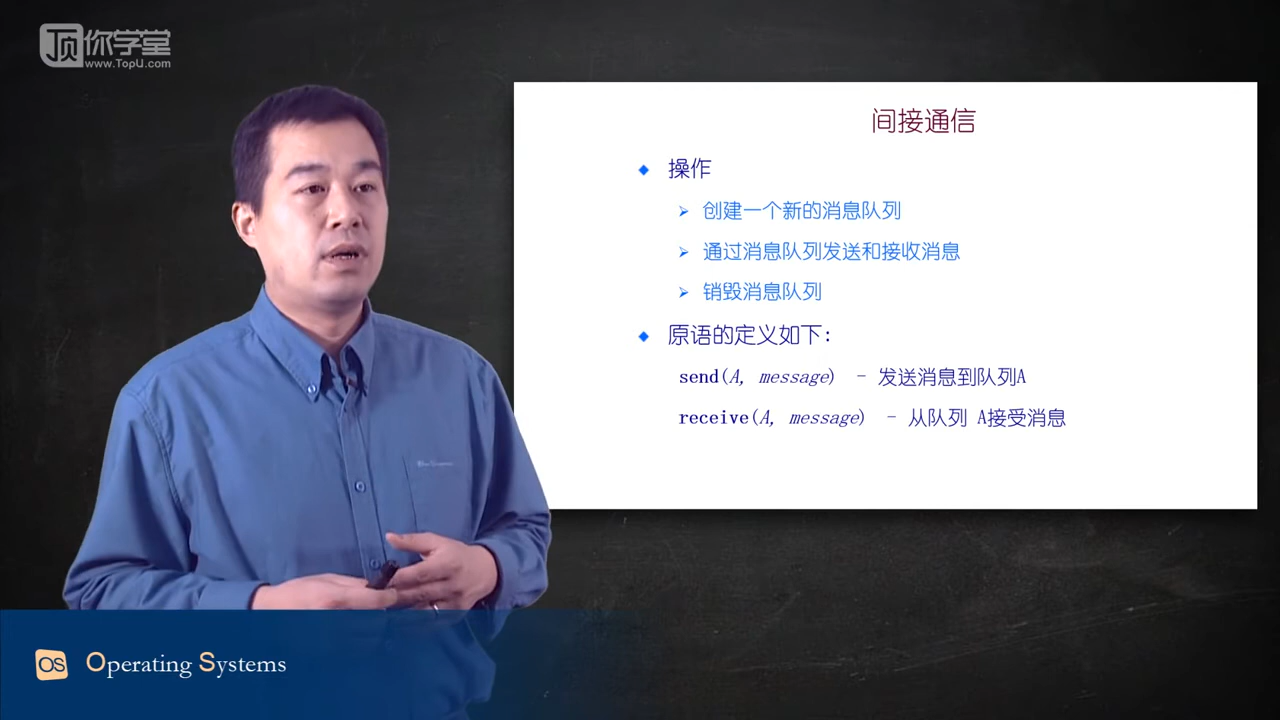 顶你学堂
www.TopU.com
间接通信
操作
创建一个新的消息队列
通过消息队列发送和接收消息
销毁消息队列
原语的定义如下:
send(A, message) - 发送消息到队列A
receive(A, message) - 从队列 A接受消息
OS Operating Systems